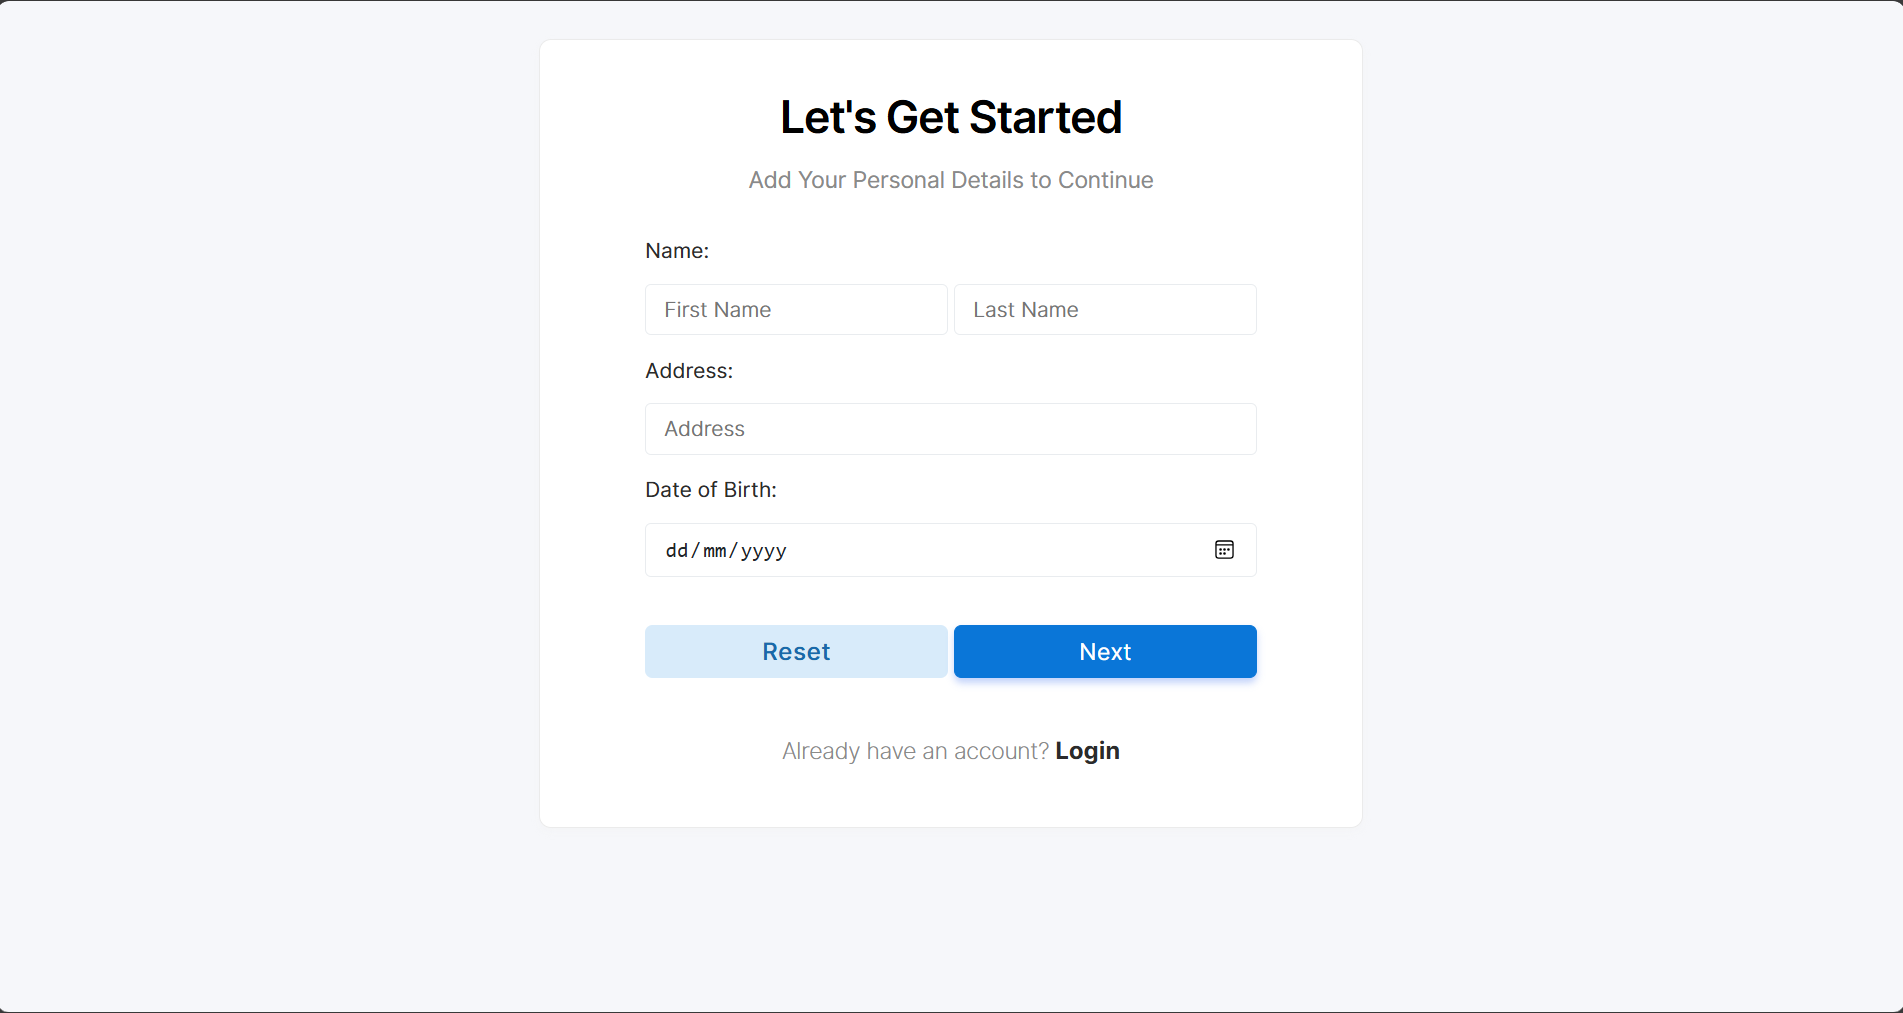 Let's Get Started
Add Your Personal Details to Continue
Name:
First Name Last Name
Address:
Address
Date of Birth:
dd/mm/yyyy
Reset Next
Already have an account? Login